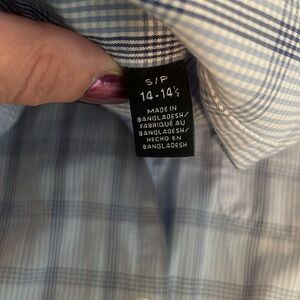 S/P
14-14½
MADE IN
BANGLADESH/
FABRIQUÉ AU
BANGLADESH/
HECHO EN
BANGLADESH